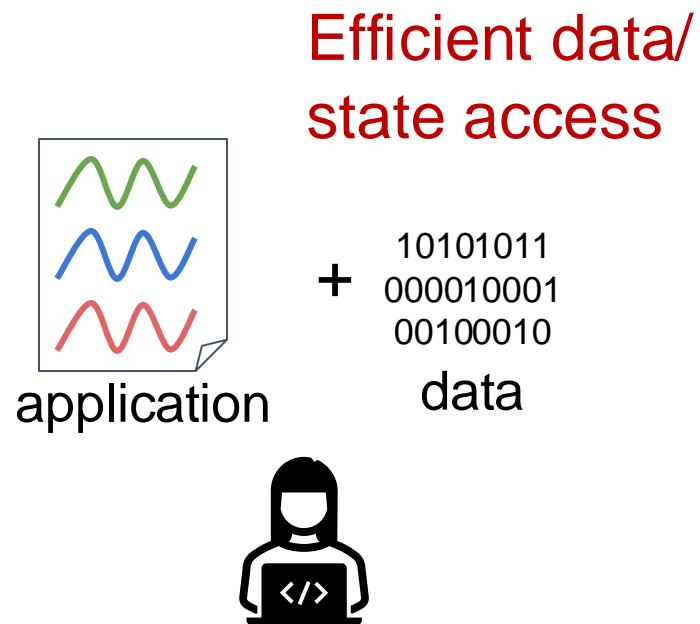 Efficient data/
state access
+
10101011
000010001
00100010
application
data
</>